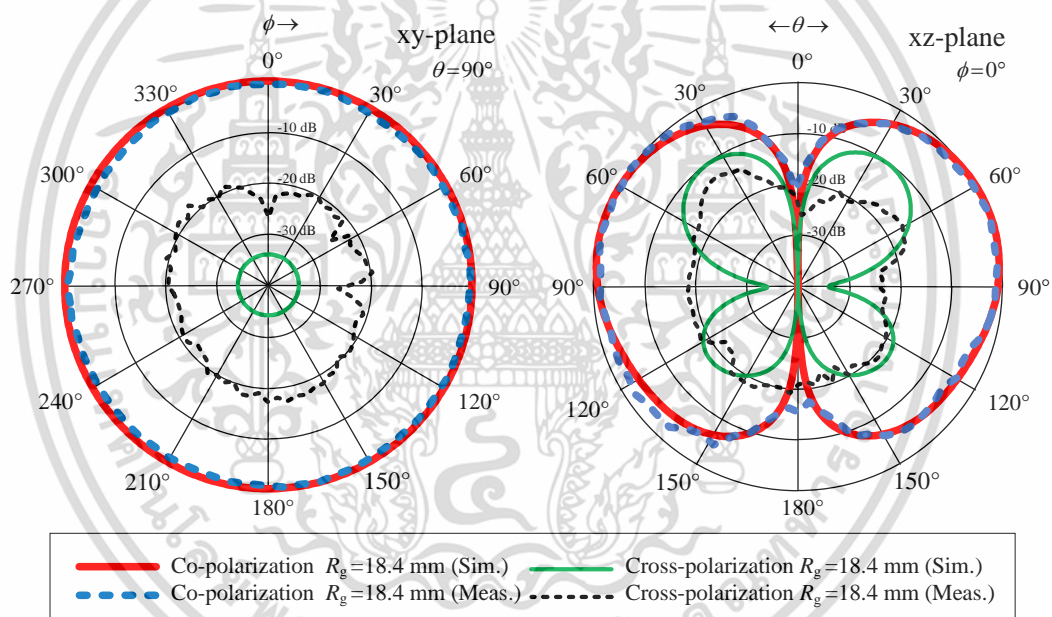 ϕ→
xy-plane
θ=90°
0°
30°
60°
90°
120°
150°
180°
210°
240°
270°
300°
330°
-10 dB
-20 dB
-30 dB
←θ→
xz-plane
ϕ=0°
0°
30°
60°
90°
120°
150°
180°
150°
120°
90°
60°
30°
-10 dB
-20 dB
-30 dB
Co-polarization Rg=18.4 mm (Sim.)
Cross-polarization Rg=18.4 mm (Sim.)
Co-polarization Rg=18.4 mm (Meas.)
Cross-polarization Rg=18.4 mm (Meas.)